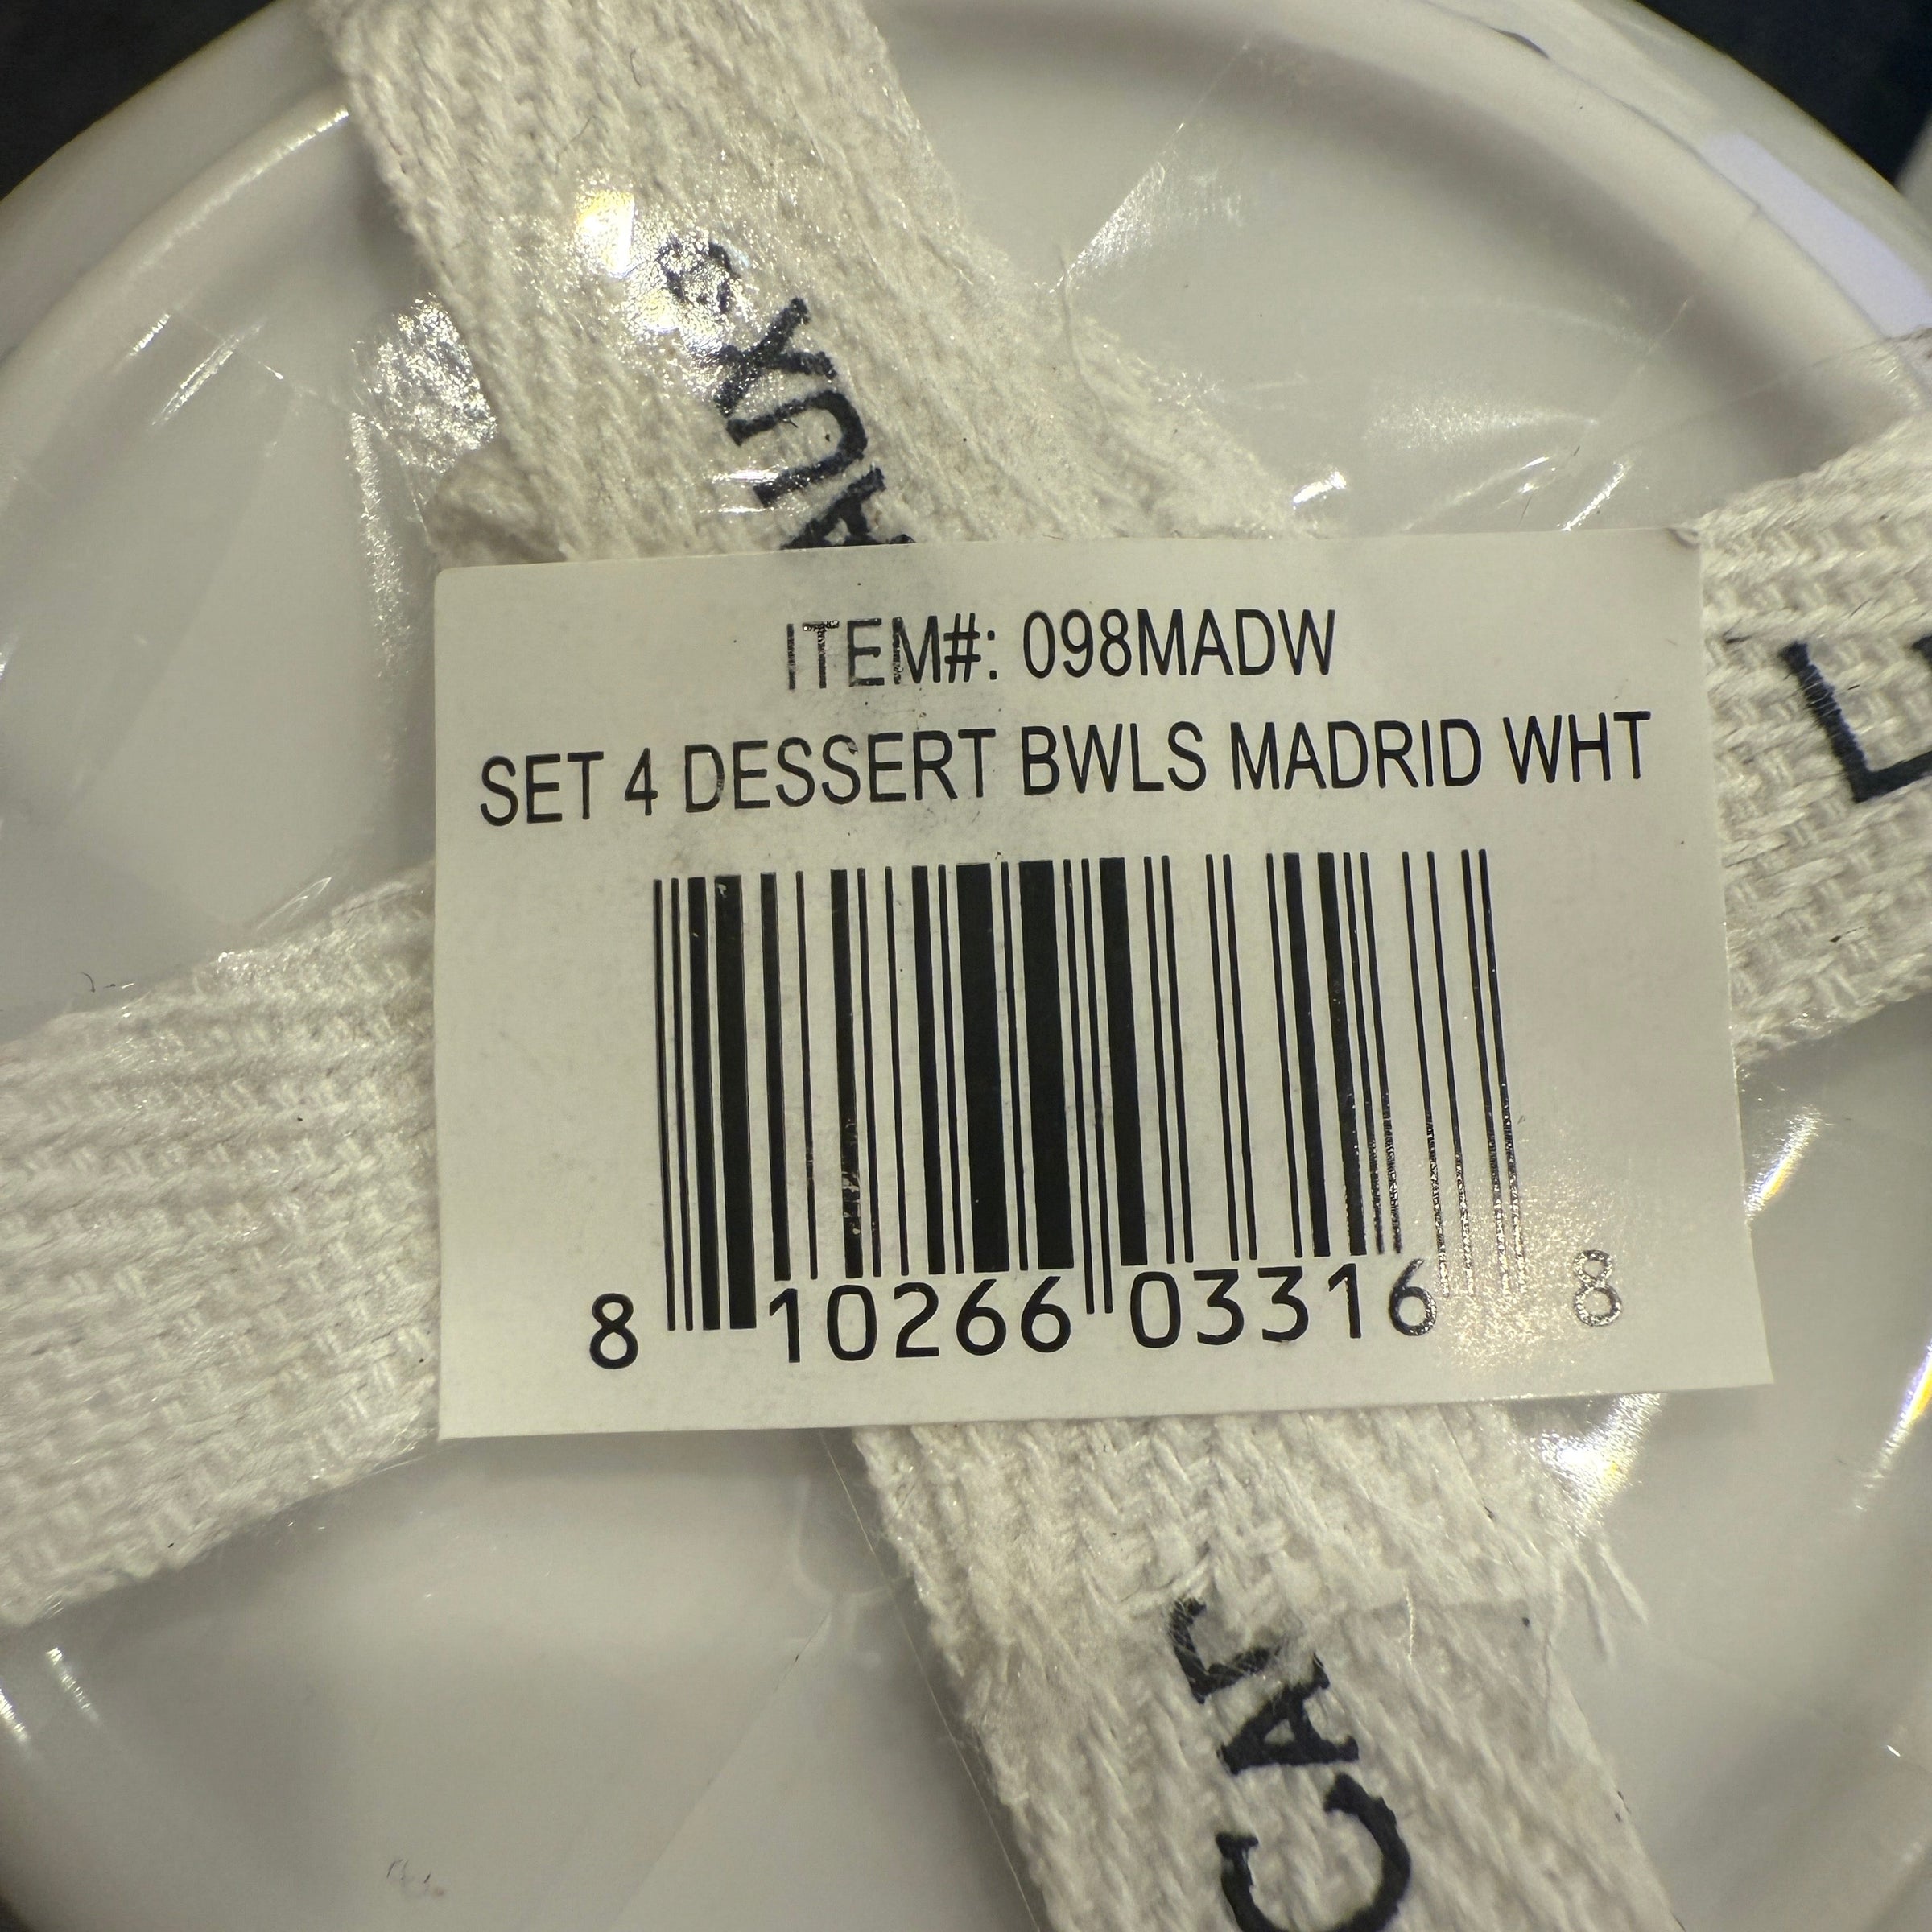 ITEM#: 098MADW
SET 4 DESSERT BWLS MADRID WHT
8 10266 03316 8